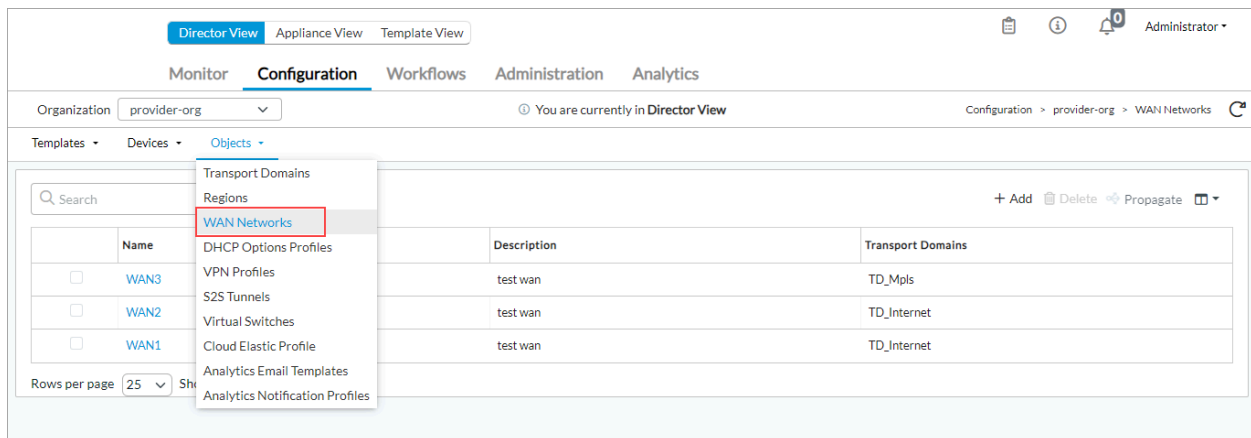 Director View Appliance View Template View 0 Administrator
Monitor Configuration Workflows Administration Analytics
Organization provider-org You are currently in Director View Configuration > provider-org > WAN Networks
Templates Devices Objects
Transport Domains
Regions
WAN Networks
DHCP Options Profiles
VPN Profiles
S2S Tunnels
Virtual Switches
Cloud Elastic Profile
Analytics Email Templates
Analytics Notification Profiles
Search + Add Delete Propagate
Name Description Transport Domains
WAN3 test wan TD_Mpls
WAN2 test wan TD_Internet
WAN1 test wan TD_Internet
Rows per page 25